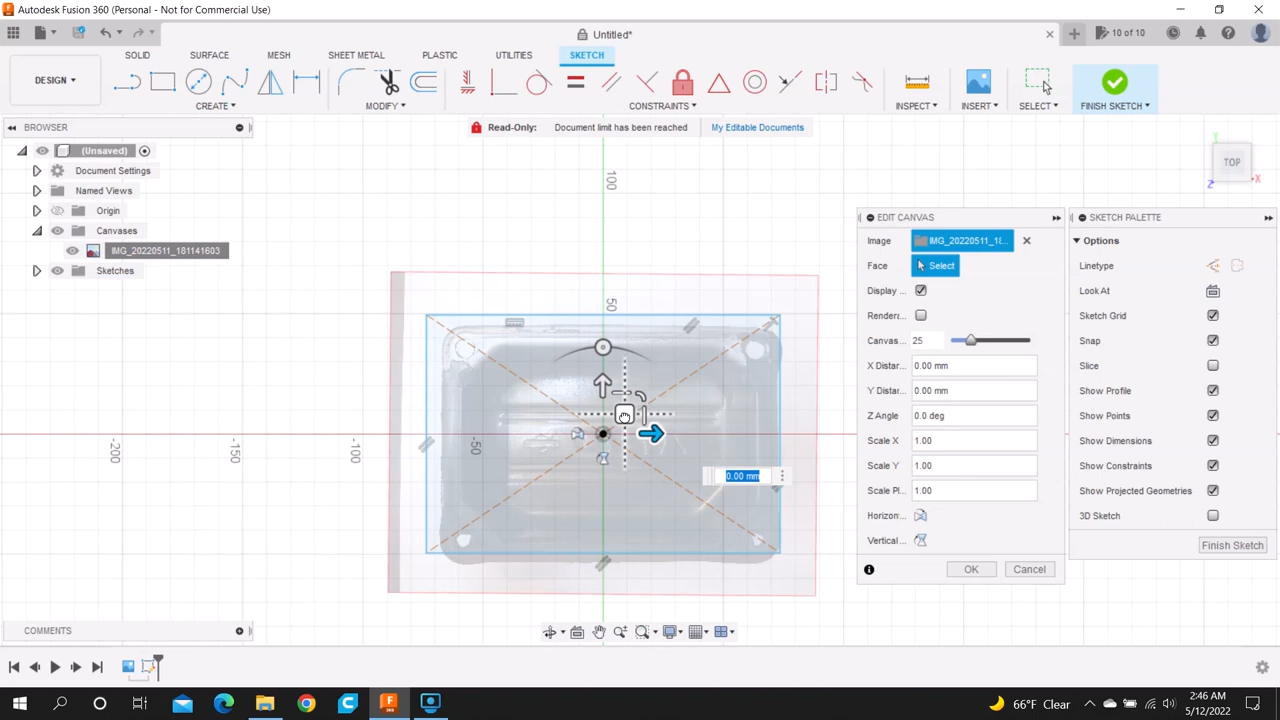 Autodesk Fusion 360 (Personal - Not for Commercial Use)
Untitled*
10 of 10
DESIGN
SOLID
SURFACE
MESH
SHEET METAL
PLASTIC
UTILITIES
SKETCH
CREATE
MODIFY
CONSTRAINTS
INSPECT
INSERT
SELECT
FINISH SKETCH
BROWSER
Read-Only:
Document limit has been reached
My Editable Documents
(Unsaved)
Document Settings
Named Views
Origin
Canvases
IMG_20220511_181141603
Sketches
TOP
Y
X
Z
100
50
-50
-100
-150
-200
EDIT CANVAS
Image
IMG_20220511_18...
Face
Select
Display ...
Rendera...
Canvas...
25
X Distar...
0.00 mm
Y Distar...
0.00 mm
Z Angle
0.0 deg
Scale X
1.00
Scale Y
1.00
Scale Pl...
1.00
Horizon...
Vertical ...
OK
Cancel
0.00 mm
SKETCH PALETTE
Options
Linetype
Look At
Sketch Grid
Snap
Slice
Show Profile
Show Points
Show Dimensions
Show Constraints
Show Projected Geometries
3D Sketch
Finish Sketch
COMMENTS
66°F Clear
2:46 AM
5/12/2022